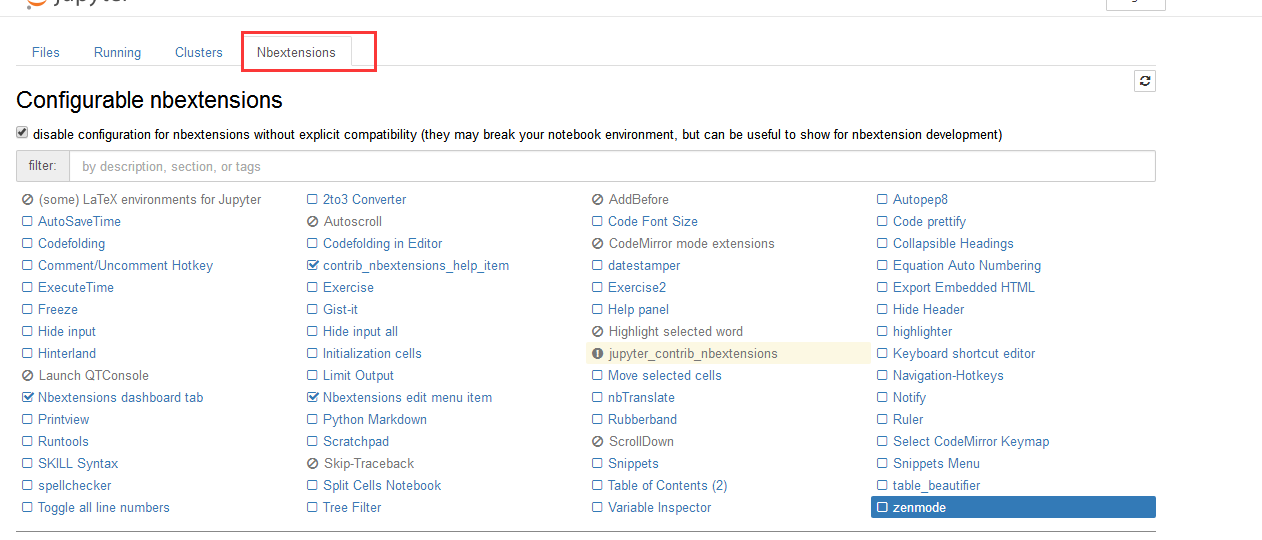 jupyter
Files Running Clusters Nbextensions
Configurable nbextensions
disable configuration for nbextensions without explicit compatibility (they may break your notebook environment, but can be useful to show for nbextension development)
filter: by description, section, or tags
(some) LaTeX environments for Jupyter 2to3 Converter AddBefore Autopep8
AutoSaveTime Autoscroll Code Font Size Code prettify
Codefolding Codefolding in Editor CodeMirror mode extensions Collapsible Headings
Comment/Uncomment Hotkey contrib_nbextensions_help_item datestamper Equation Auto Numbering
ExecuteTime Exercise Exercise2 Export Embedded HTML
Freeze Gist-it Help panel Hide Header
Hide input Hide input all Highlight selected word highlighter
Hinterland Initialization cells jupyter_contrib_nbextensions Keyboard shortcut editor
Launch QTConsole Limit Output Move selected cells Navigation-Hotkeys
Nbextensions dashboard tab Nbextensions edit menu item nbTranslate Notify
Printview Python Markdown Rubberband Ruler
Runtools Scratchpad ScrollDown Select CodeMirror Keymap
SKILL Syntax Skip-Traceback Snippets Snippets Menu
spellchecker Split Cells Notebook Table of Contents (2) table_beautifier
Toggle all line numbers Tree Filter Variable Inspector zenmode